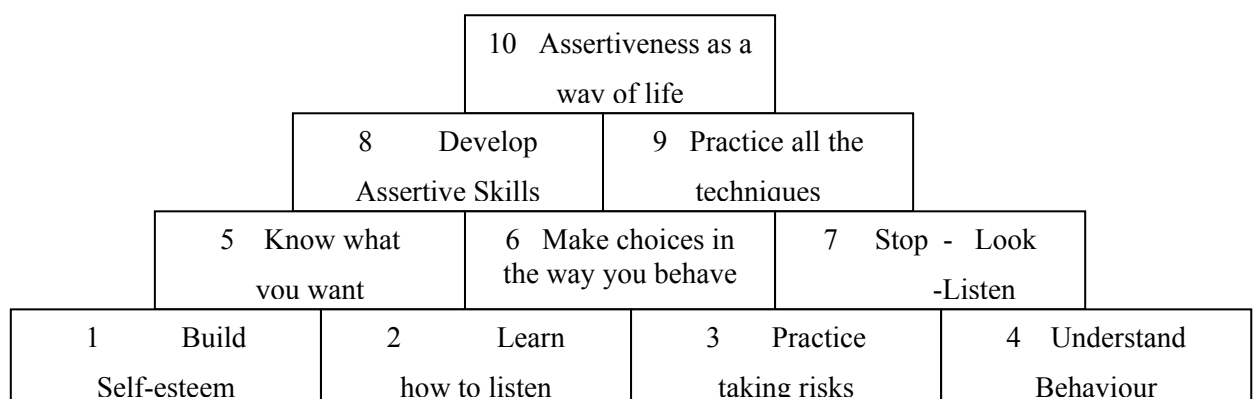 10 Assertiveness as a
way of life
8 Develop
Assertive Skills
9 Practice all the
techniques
5 Know what
you want
6 Make choices in
the way you behave
7 Stop - Look
-Listen
1 Build
Self-esteem
2 Learn
how to listen
3 Practice
taking risks
4 Understand
Behaviour